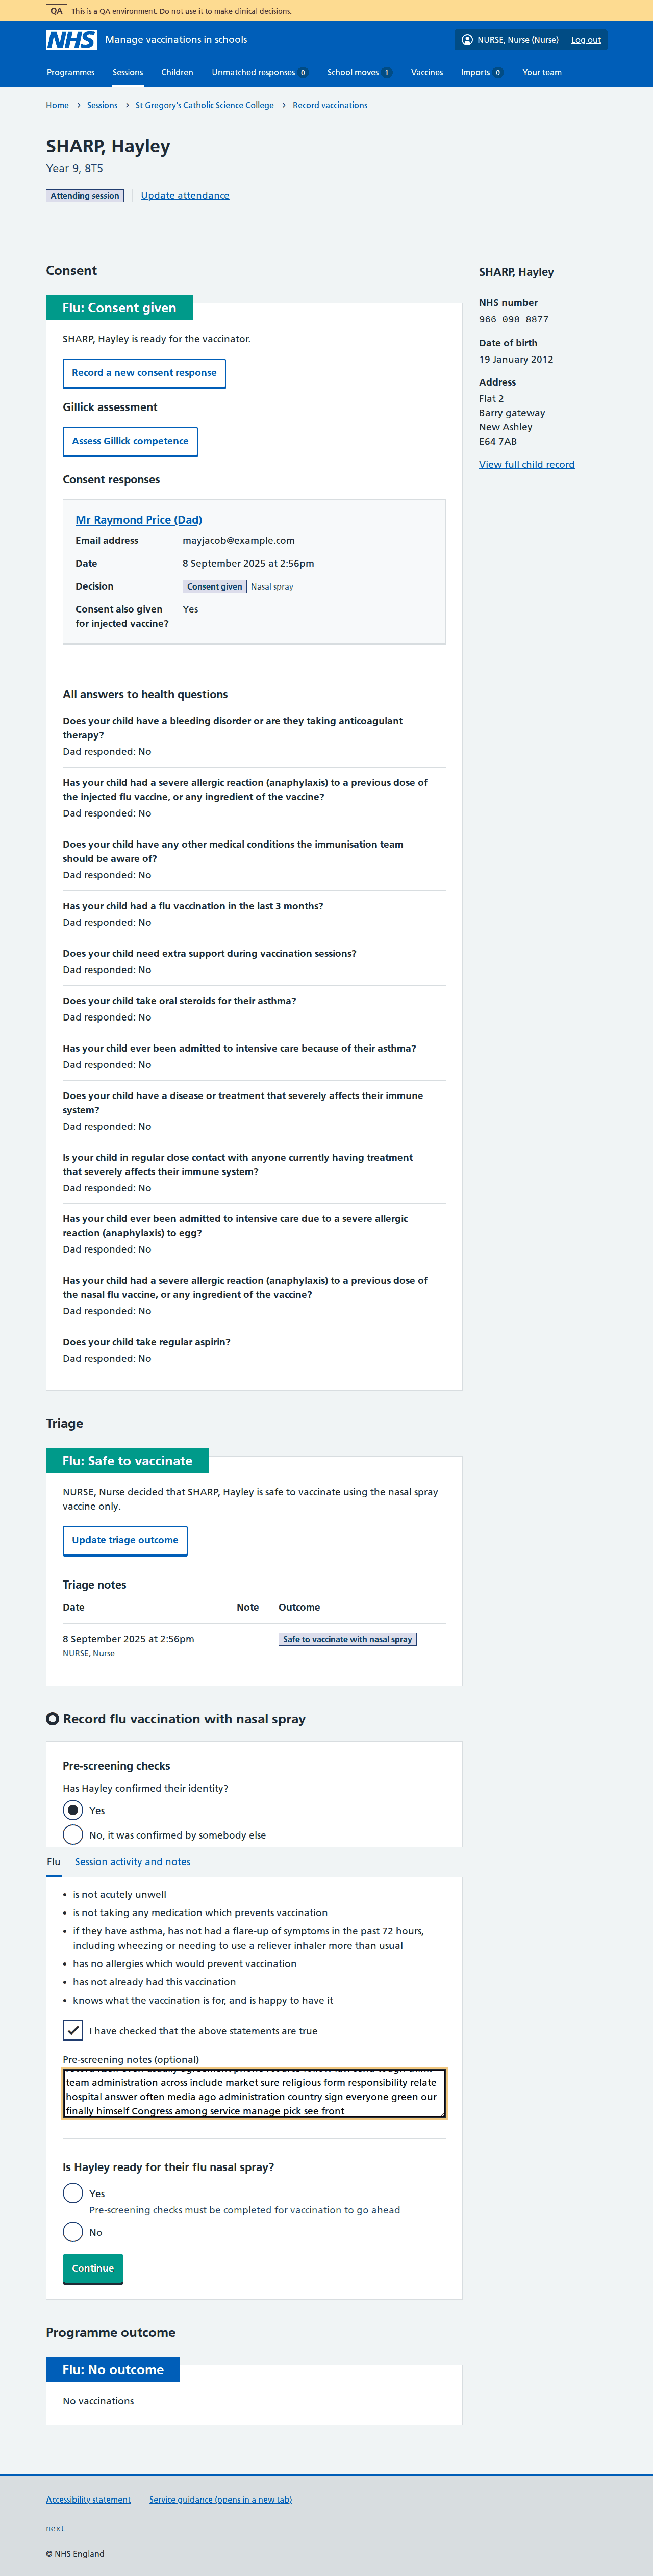 QA This is a QA environment. Do not use it to make clinical decisions.
NHS Manage vaccinations in schools NURSE, Nurse (Nurse) Log out
Programmes Sessions Children Unmatched responses 0 School moves 1 Vaccines Imports 0 Your team
Home Sessions St Gregory's Catholic Science College Record vaccinations
SHARP, Hayley
Year 9, 8T5
Attending session Update attendance
Consent
Flu: Consent given
SHARP, Hayley is ready for the vaccinator.
Record a new consent response
Gillick assessment
Assess Gillick competence
Consent responses
Mr Raymond Price (Dad)
Email address mayjacob@example.com
Date 8 September 2025 at 2:56pm
Decision Consent given Nasal spray
Consent also given Yes
for injected vaccine?
All answers to health questions
Does your child have a bleeding disorder or are they taking anticoagulant
therapy?
Dad responded: No
Has your child had a severe allergic reaction (anaphylaxis) to a previous dose of
the injected flu vaccine, or any ingredient of the vaccine?
Dad responded: No
Does your child have any other medical conditions the immunisation team
should be aware of?
Dad responded: No
Has your child had a flu vaccination in the last 3 months?
Dad responded: No
Does your child need extra support during vaccination sessions?
Dad responded: No
Does your child take oral steroids for their asthma?
Dad responded: No
Has your child ever been admitted to intensive care because of their asthma?
Dad responded: No
Does your child have a disease or treatment that severely affects their immune
system?
Dad responded: No
Is your child in regular close contact with anyone currently having treatment
that severely affects their immune system?
Dad responded: No
Has your child ever been admitted to intensive care due to a severe allergic
reaction (anaphylaxis) to egg?
Dad responded: No
Has your child had a severe allergic reaction (anaphylaxis) to a previous dose of
the nasal flu vaccine, or any ingredient of the vaccine?
Dad responded: No
Does your child take regular aspirin?
Dad responded: No
SHARP, Hayley
NHS number
966 098 8877
Date of birth
19 January 2012
Address
Flat 2
Barry gateway
New Ashley
E64 7AB
View full child record
Triage
Flu: Safe to vaccinate
NURSE, Nurse decided that SHARP, Hayley is safe to vaccinate using the nasal spray
vaccine only.
Update triage outcome
Triage notes
Date Note Outcome
8 September 2025 at 2:56pm Safe to vaccinate with nasal spray
NURSE, Nurse
Record flu vaccination with nasal spray
Pre-screening checks
Has Hayley confirmed their identity?
Yes
No, it was confirmed by somebody else
Flu Session activity and notes
is not acutely unwell
is not taking any medication which prevents vaccination
if they have asthma, has not had a flare-up of symptoms in the past 72 hours,
including wheezing or needing to use a reliever inhaler more than usual
has no allergies which would prevent vaccination
has not already had this vaccination
knows what the vaccination is for, and is happy to have it
I have checked that the above statements are true
Pre-screening notes (optional)
team administration across include market sure religious form responsibility relate
hospital answer often media ago administration country sign everyone green our
finally himself Congress among service manage pick see front
Is Hayley ready for their flu nasal spray?
Yes
Pre-screening checks must be completed for vaccination to go ahead
No
Continue
Programme outcome
Flu: No outcome
No vaccinations
Accessibility statement Service guidance (opens in a new tab)
next
© NHS England